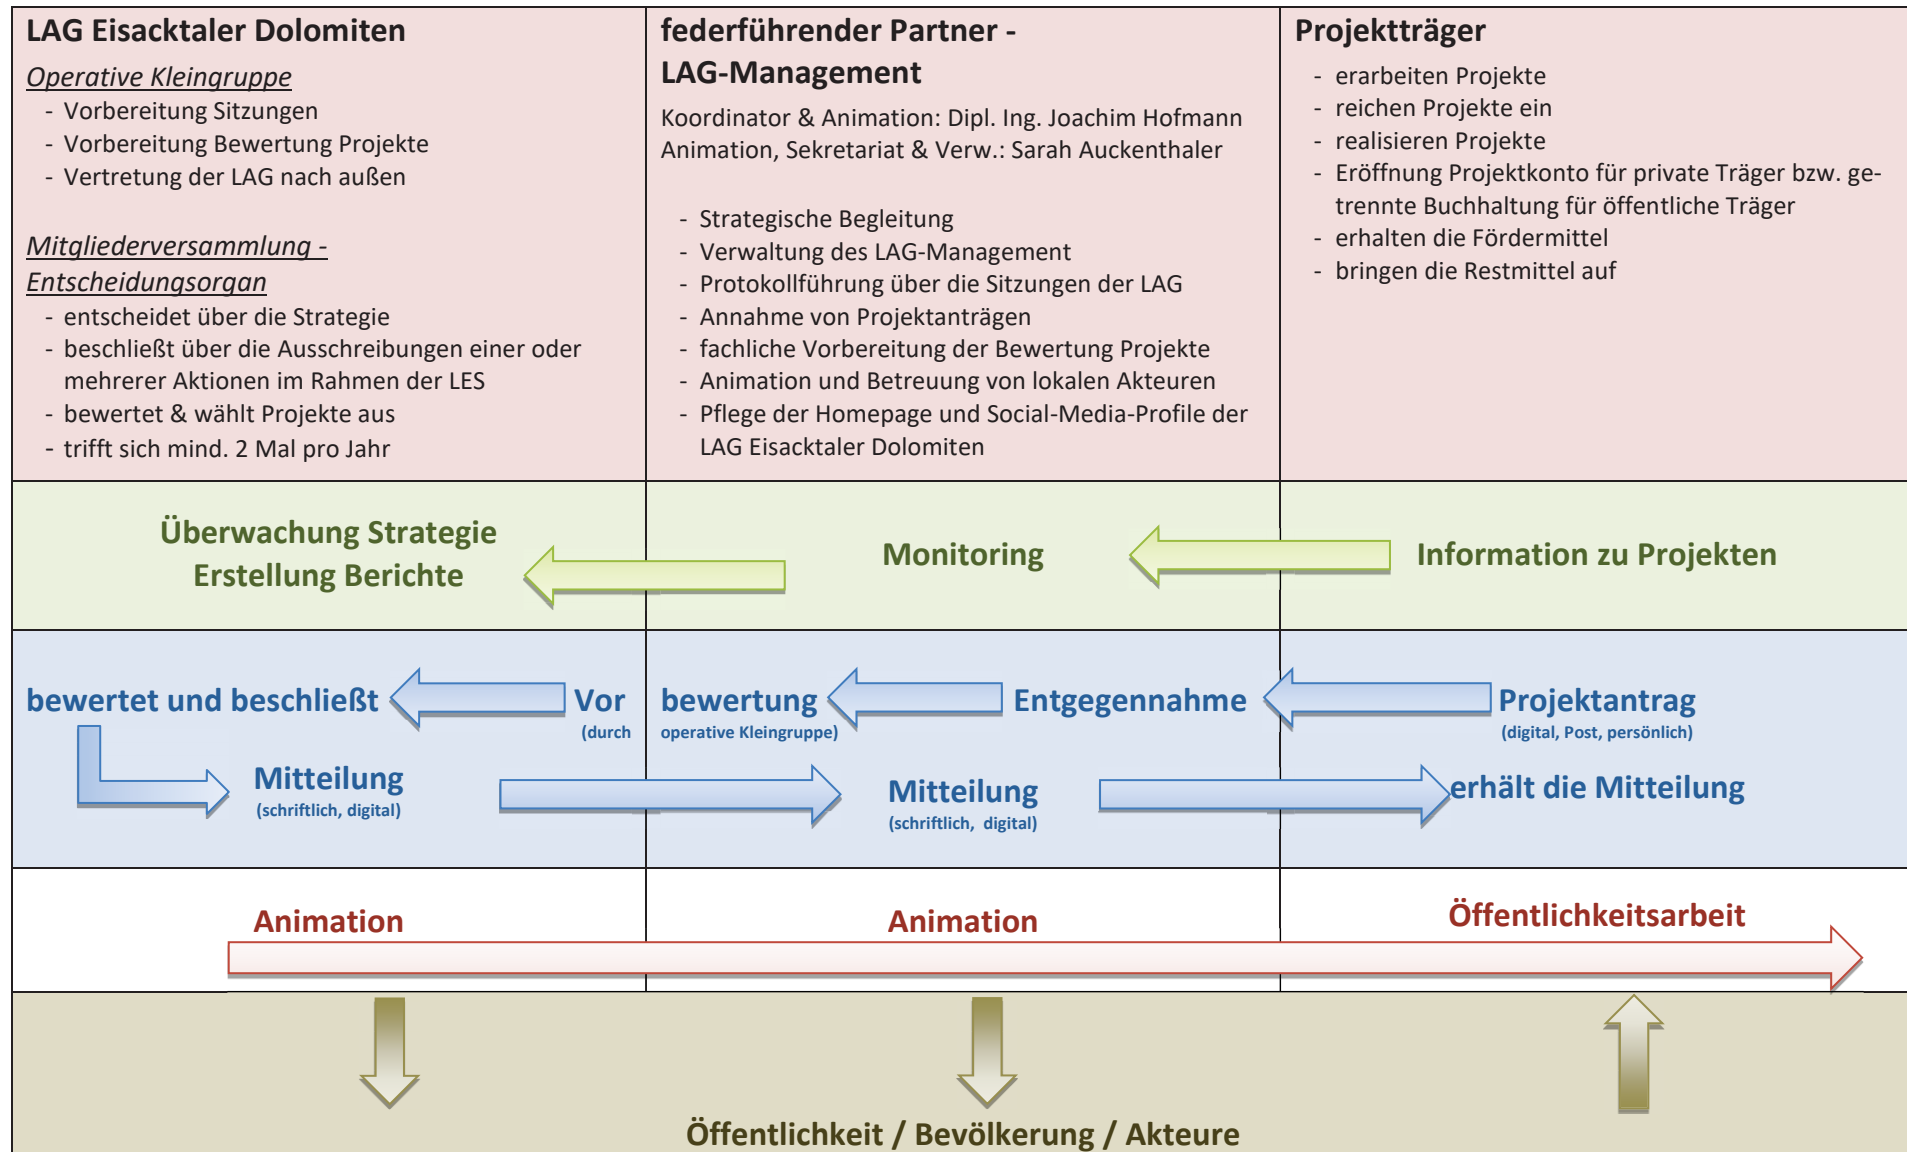 LAG Eisacktaler Dolomiten
Operative Kleingruppe
- Vorbereitung Sitzungen
- Vorbereitung Bewertung Projekte
- Vertretung der LAG nach außen
Mitgliederversammlung -
Entscheidungsorgan
- entscheidet über die Strategie
- beschließt über die Ausschreibungen einer oder
mehrerer Aktionen im Rahmen der LES
- bewertet & wählt Projekte aus
- trifft sich mind. 2 Mal pro Jahr
federführender Partner -
LAG-Management
Koordinator & Animation: Dipl. Ing. Joachim Hofmann
Animation, Sekretariat & Verw.: Sarah Auckenthaler
- Strategische Begleitung
- Verwaltung des LAG-Management
- Protokollführung über die Sitzungen der LAG
- Annahme von Projektanträgen
- fachliche Vorbereitung der Bewertung Projekte
- Animation und Betreuung von lokalen Akteuren
- Pflege der Homepage und Social-Media-Profile der
LAG Eisacktaler Dolomiten
Projektträger
- erarbeiten Projekte
- reichen Projekte ein
- realisieren Projekte
- Eröffnung Projektkonto für private Träger bzw. ge-
trennte Buchhaltung für öffentliche Träger
- erhalten die Fördermittel
- bringen die Restmittel auf
Überwachung Strategie
Erstellung Berichte
Monitoring
Information zu Projekten
bewertet und beschließt
Vor bewertung
(durch operative Kleingruppe)
Entgegennahme
Projektantrag
(digital, Post, persönlich)
Mitteilung
(schriftlich, digital)
Mitteilung
(schriftlich, digital)
erhält die Mitteilung
Animation
Animation
Öffentlichkeitsarbeit
Öffentlichkeit / Bevölkerung / Akteure